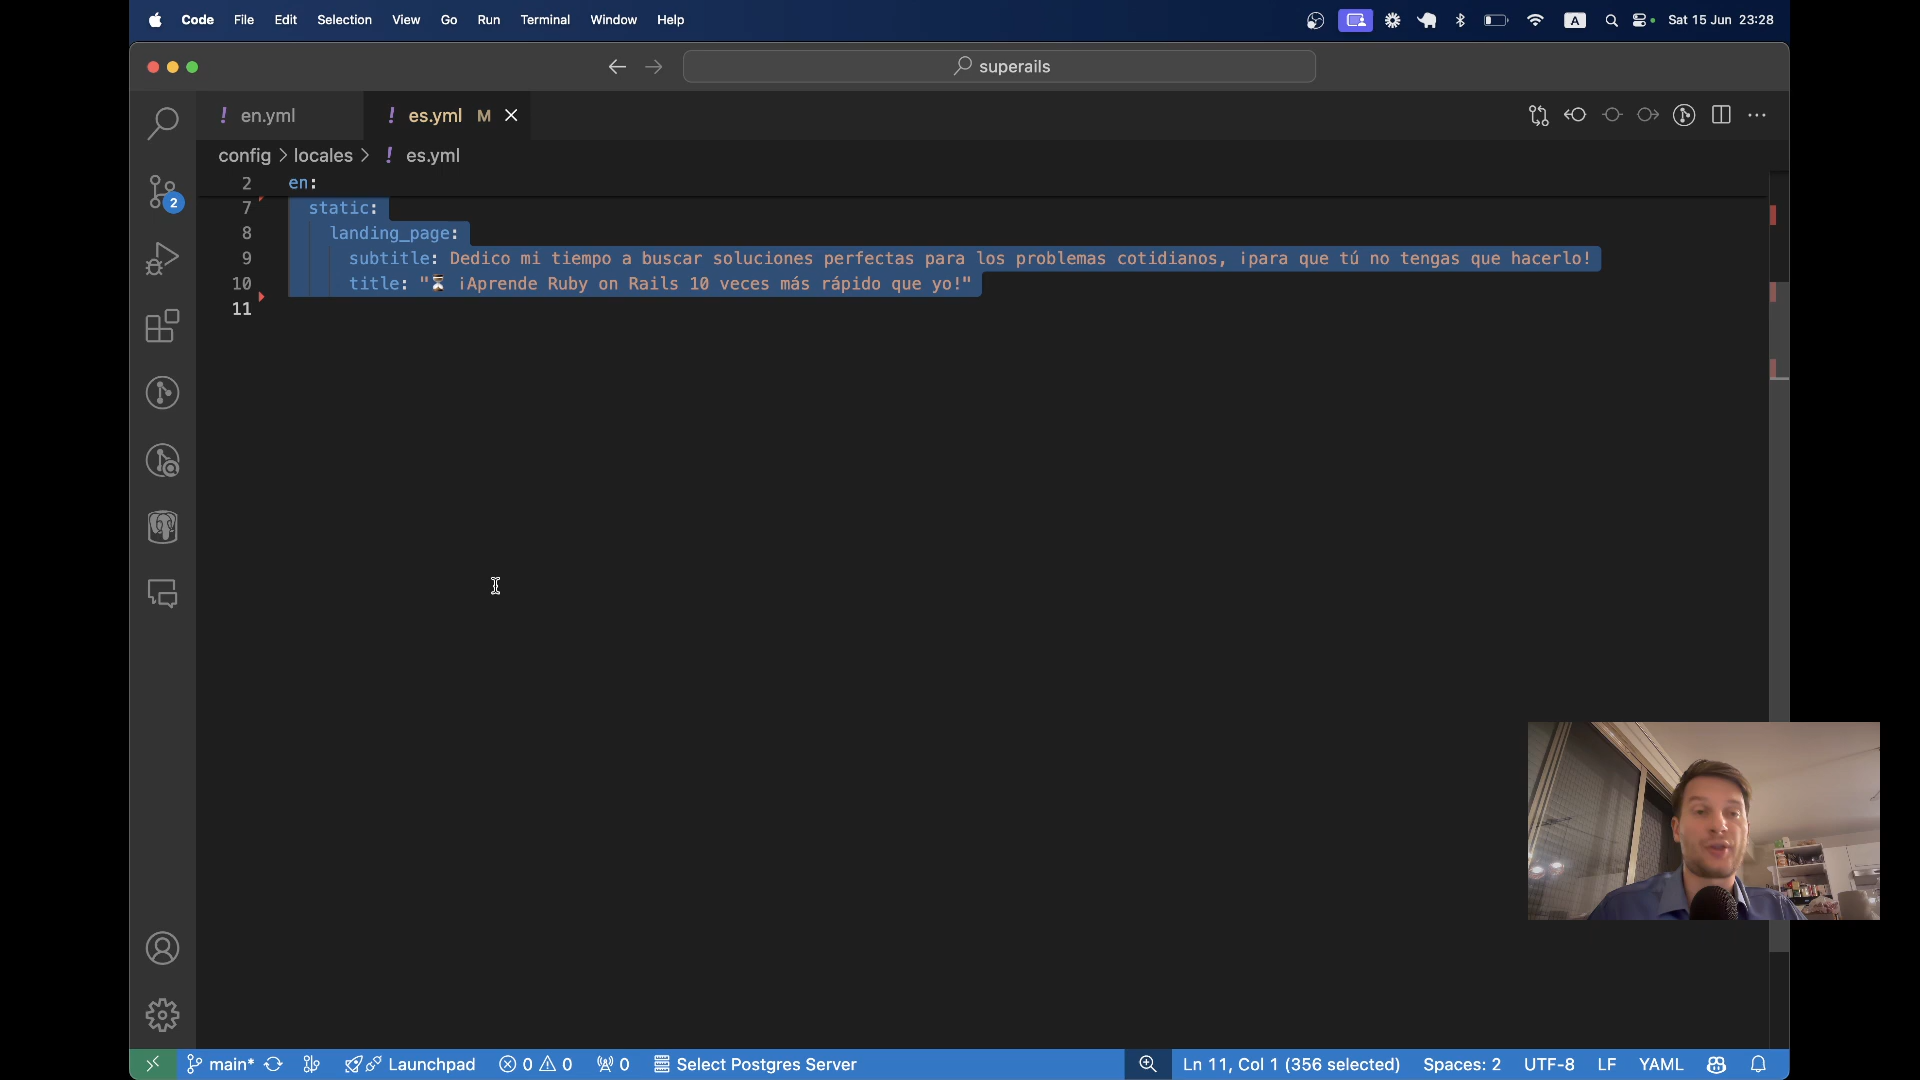 Code File Edit Selection View Go Run Terminal Window Help
A Sat 15 Jun 23:28
superails
! en.yml
! es.yml M
config > locales > ! es.yml
2 en:
7 static:
8 landing_page:
9 subtitle: Dedico mi tiempo a buscar soluciones perfectas para los problemas cotidianos, ¡para que tú no tengas que hacerlo!
10 title: "⌛ ¡Aprende Ruby on Rails 10 veces más rápido que yo!"
11
2
main* Launchpad 0 0 0 Select Postgres Server Ln 11, Col 1 (356 selected) Spaces: 2 UTF-8 LF YAML